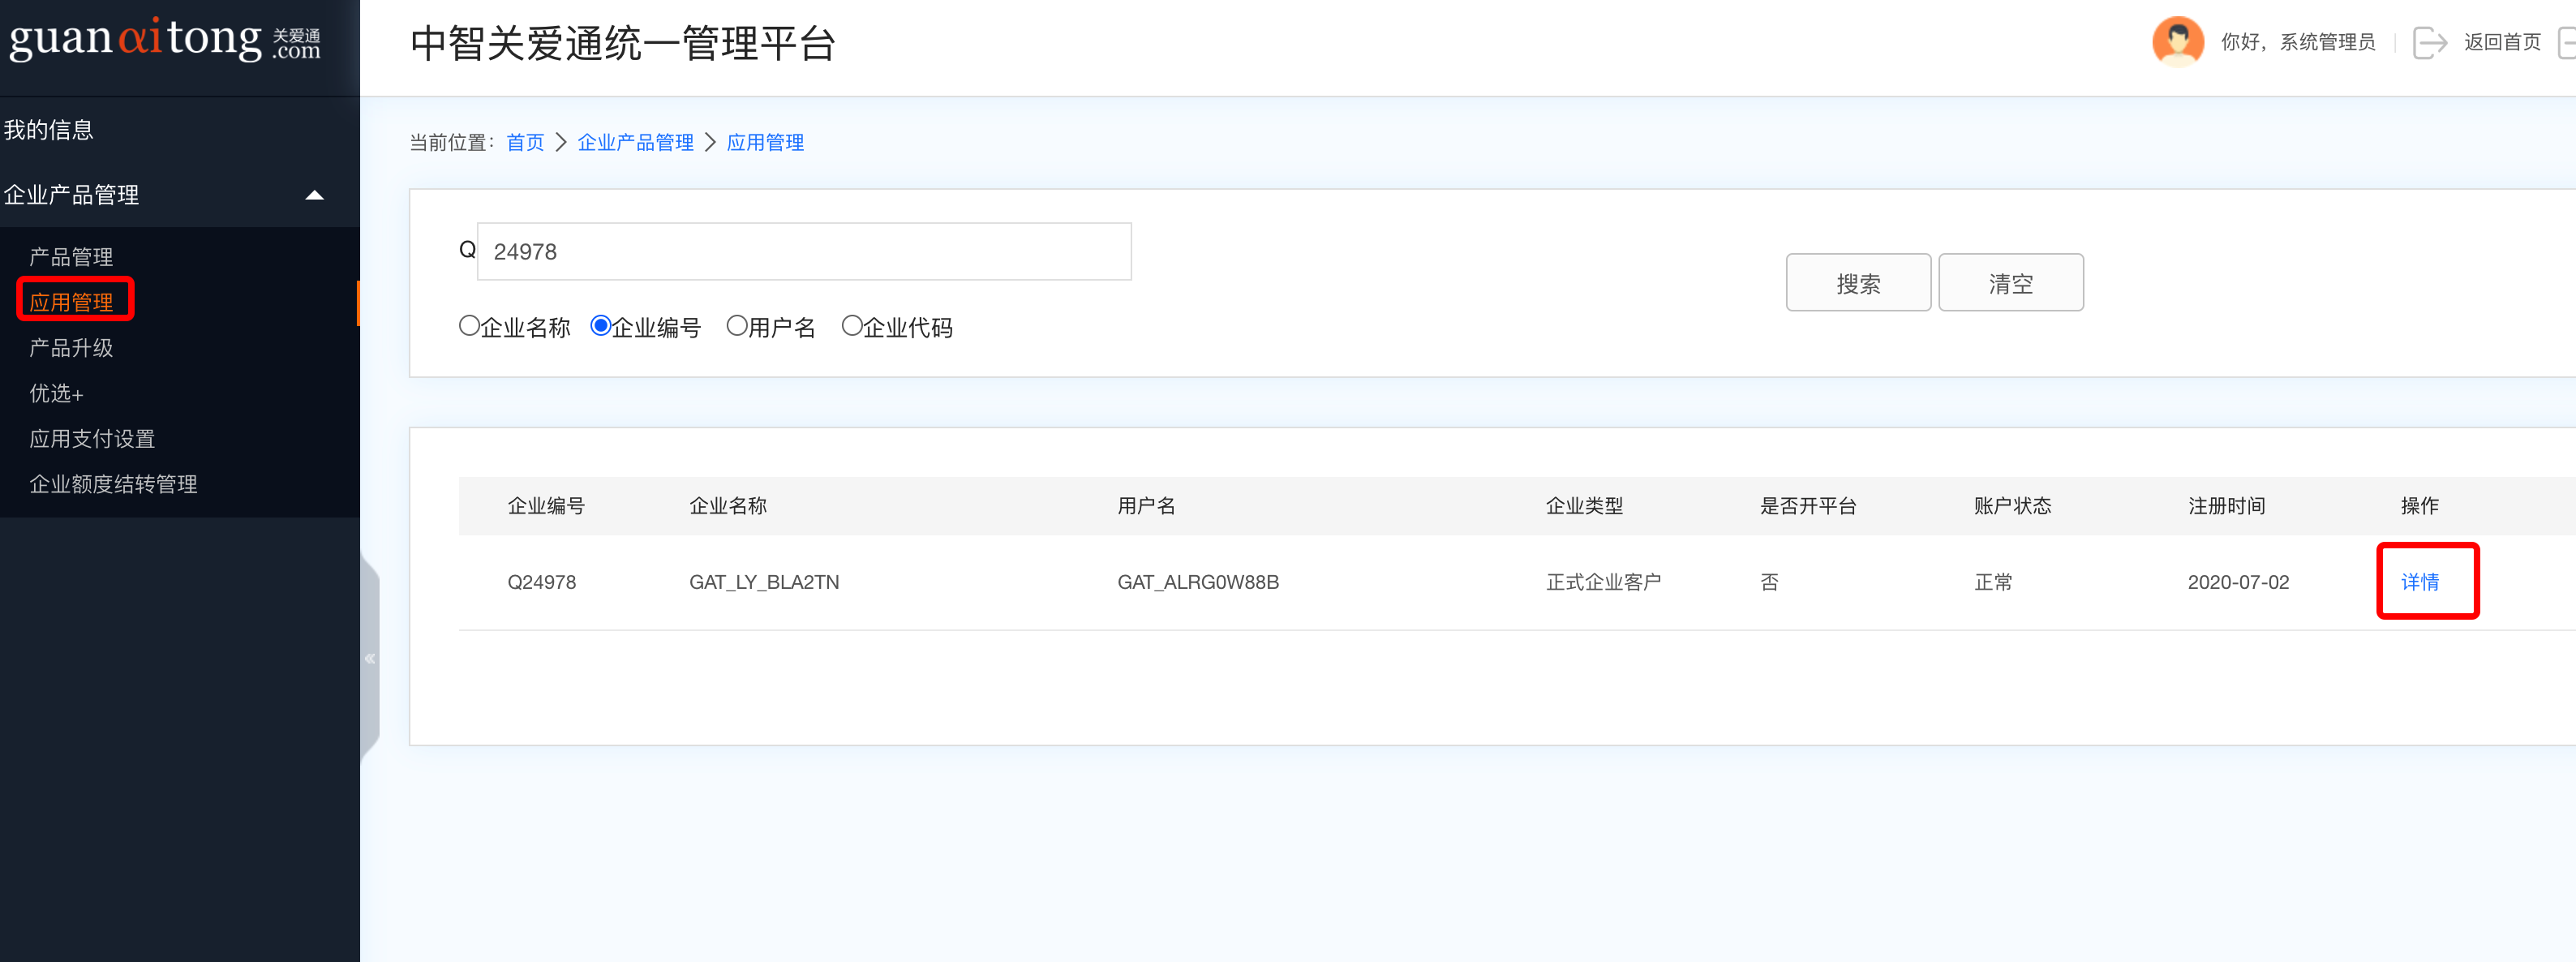 guanαitong 关爱通
.com
中智关爱通统一管理平台
你好，系统管理员
返回首页
我的信息
企业产品管理
产品管理
应用管理
产品升级
优选+
应用支付设置
企业额度结转管理
当前位置： 首页 > 企业产品管理 > 应用管理
Q 24978
搜索 清空
企业名称 企业编号 用户名 企业代码
企业编号 企业名称 用户名 企业类型 是否开平台 账户状态 注册时间 操作
Q24978 GAT_LY_BLA2TN GAT_ALRG0W88B 正式企业客户 否 正常 2020-07-02 详情